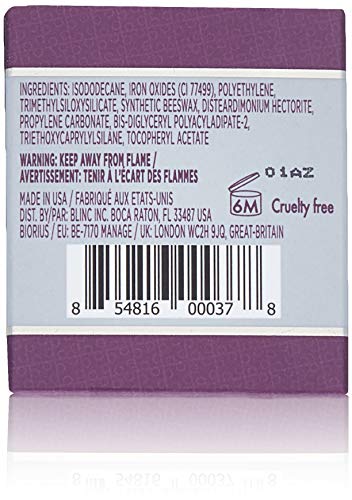 INGREDIENTS: ISODODECANE, IRON OXIDES (CI 77499), POLYETHYLENE,
TRIMETHYLSILOXYSILICATE, SYNTHETIC BEESWAX, DISTEARDIMONIUM HECTORITE,
PROPYLENE CARBONATE, BIS-DIGLYCERYL POLYACYLADIPATE-2,
TRIETHOXYCAPRYLYLSILANE, TOCOPHERYL ACETATE
WARNING: KEEP AWAY FROM FLAME /
AVERTISSEMENT: TENIR À L'ÉCART DES FLAMMES
01AZ
MADE IN USA / FABRIQUÉ AUX ETATS-UNIS
DIST. BY/PAR: BLINC INC. BOCA RATON, FL 33487 USA
BIORIUS / EU: BE-7170 MANAGE / UK: LONDON WC2H 9JQ, GREAT-BRITAIN
6M Cruelty free
8 54816 00037 8